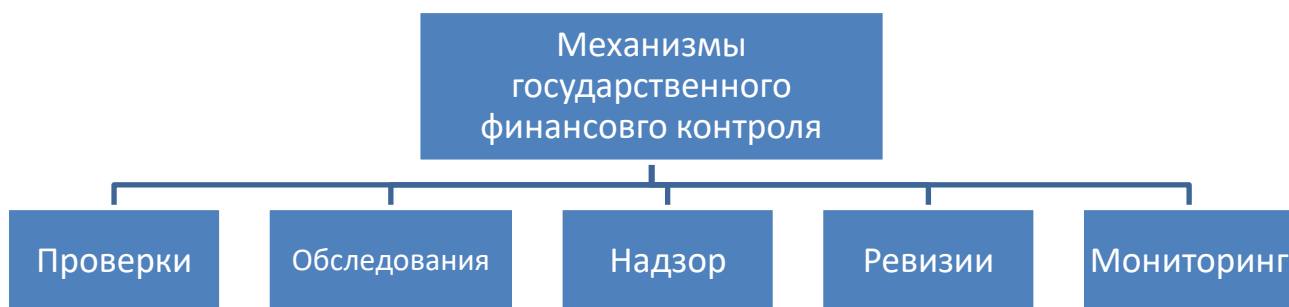 Механизмы
государственного
финансовго контроля
Проверки
Обследования
Надзор
Ревизии
Мониторинг